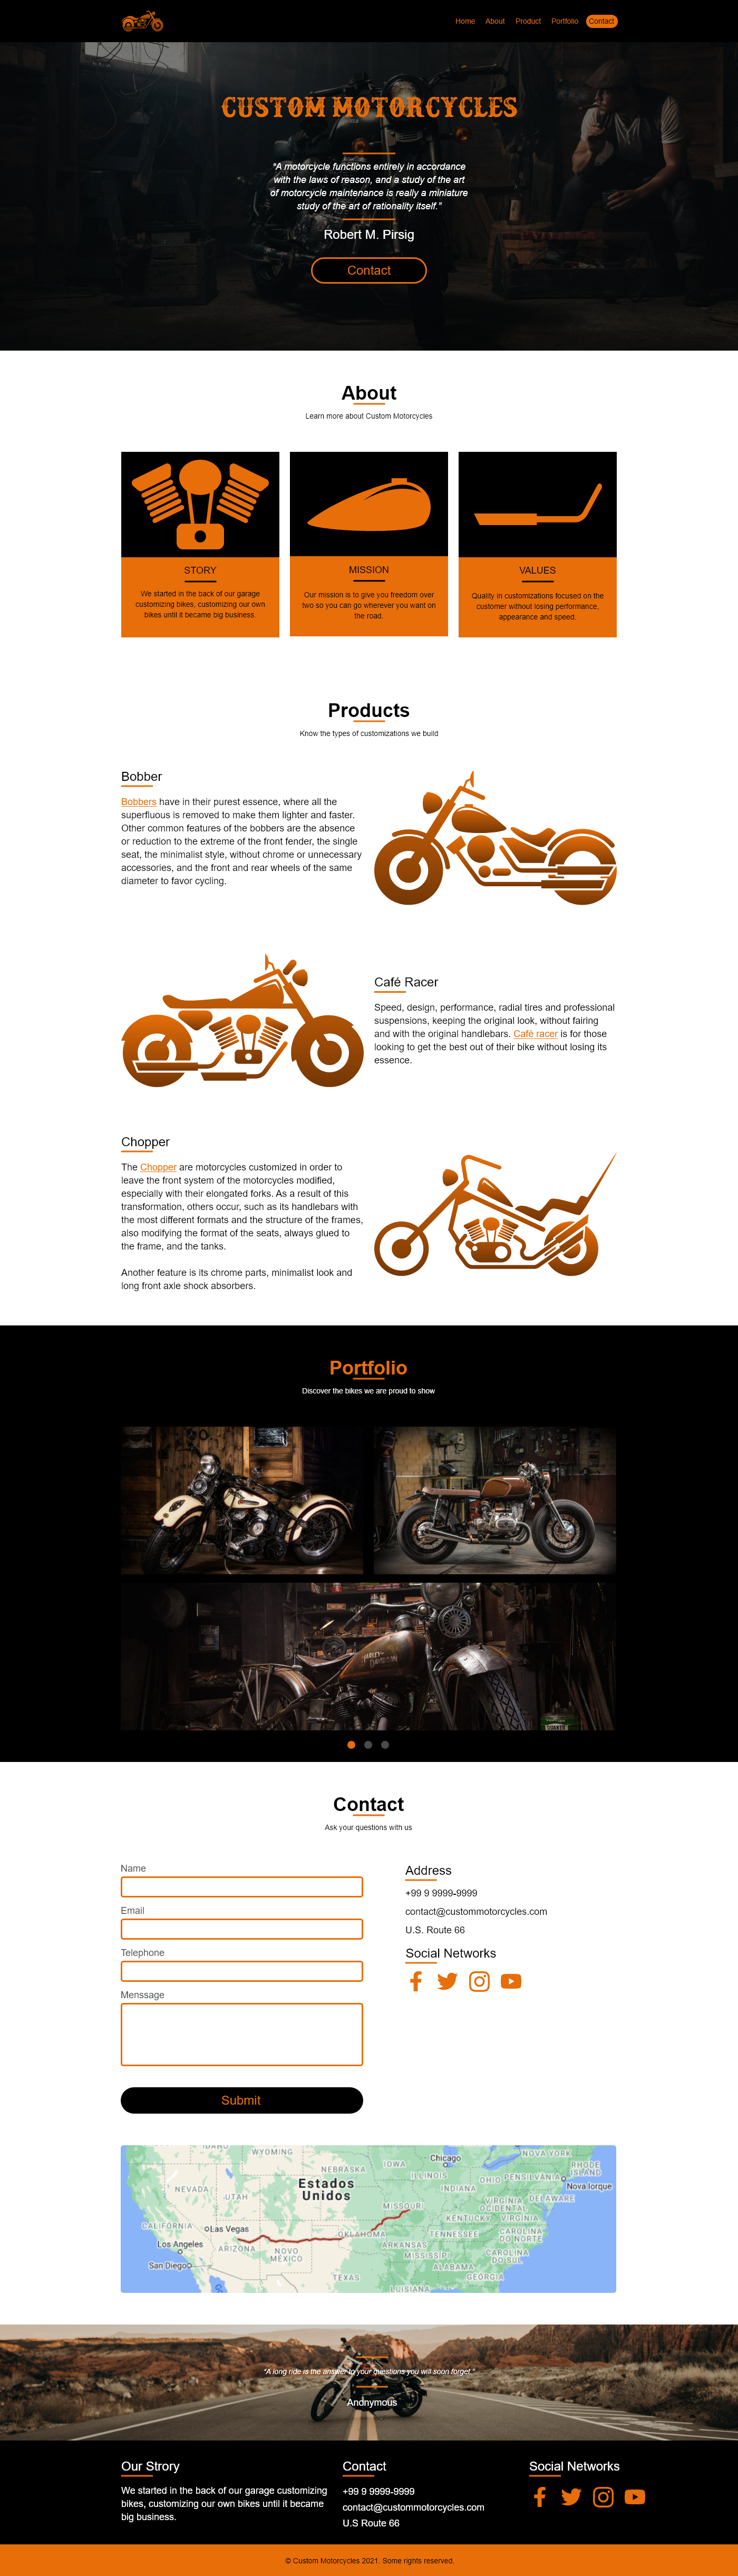 Home About Product Portfolio Contact
CUSTOM MOTORCYCLES
"A motorcycle functions entirely in accordance
with the laws of reason, and a study of the art
of motorcycle maintenance is really a miniature
study of the art of rationality itself."
Robert M. Pirsig
Contact
About
Learn more about Custom Motorcycles
STORY
We started in the back of our garage
customizing bikes, customizing our own
bikes until it became big business.
MISSION
Our mission is to give you freedom over
two so you can go wherever you want on
the road.
VALUES
Quality in customizations focused on the
customer without losing performance,
appearance and speed.
Products
Know the types of customizations we build
Bobber
Bobbers have in their purest essence, where all the
superfluous is removed to make them lighter and faster.
Other common features of the bobbers are the absence
or reduction to the extreme of the front fender, the single
seat, the minimalist style, without chrome or unnecessary
accessories, and the front and rear wheels of the same
diameter to favor cycling.
Café Racer
Speed, design, performance, radial tires and professional
suspensions, keeping the original look, without fairing
and with the original handlebars. Café racer is for those
looking to get the best out of their bike without losing its
essence.
Chopper
The Chopper are motorcycles customized in order to
leave the front system of the motorcycles modified,
especially with their elongated forks. As a result of this
transformation, others occur, such as its handlebars with
the most different formats and the structure of the frames,
also modifying the format of the seats, always glued to
the frame, and the tanks.
Another feature is its chrome parts, minimalist look and
long front axle shock absorbers.
Portfolio
Discover the bikes we are proud to show
HARLEY-DAVIDSON
Contact
Ask your questions with us
Name
Email
Telephone
Menssage
Submit
Address
+99 9 9999-9999
contact@custommotorcycles.com
U.S. Route 66
Social Networks
IDAHO
WYOMING
NEBRASKA
IOWA
Chicago
NOVA YORK
RHODE
ISLAND
NEVADA
UTAH
Estados
Unidos
ILLINOIS
INDIANA
OHIO
PENSILVÂNIA
Nova Iorque
MISSOURI
VIRGÍNIA
OCIDENTAL
DELAWARE
CALIFÓRNIA
Las Vegas
OKLAHOMA
KENTUCKY
VIRGÍNIA
Los Angeles
ARIZONA
NOVO
MÉXICO
ARKANSAS
TENNESSEE
CAROLINA
DO NORTE
San Diego
MISSISSIPI
ALABAMA
CAROLINA
DO SUL
TEXAS
LUISIANA
GEÓRGIA
"A long ride is the answer to your questions you will soon forget."
Andnymous
Our Strory
We started in the back of our garage customizing
bikes, customizing our own bikes until it became
big business.
Contact
+99 9 9999-9999
contact@custommotorcycles.com
U.S Route 66
Social Networks
© Custom Motorcycles 2021. Some rights reserved.